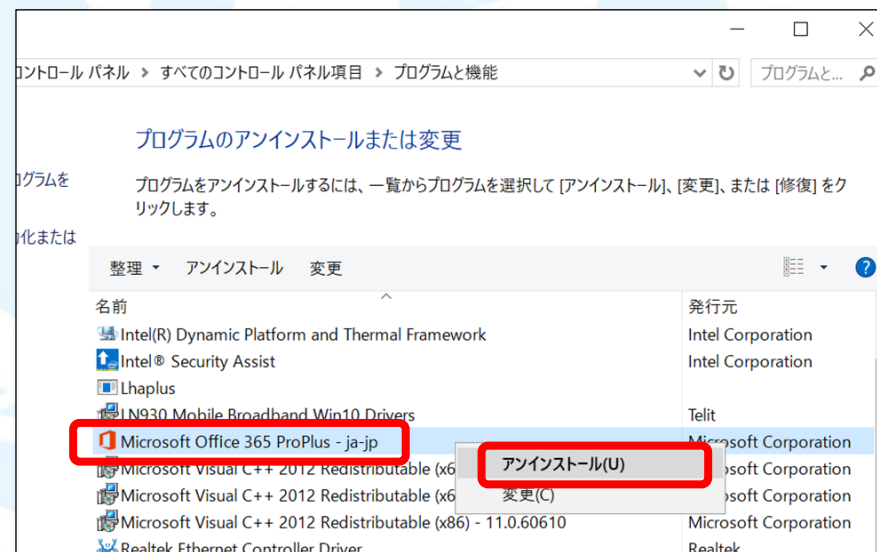 コントロール パネル > すべてのコントロール パネル項目 > プログラムと機能
プログラムと...
プログラムのアンインストールまたは変更
ログラムを
プログラムをアンインストールするには、一覧からプログラムを選択して [アンインストール]、[変更]、または [修復] をク
リックします。
化または
整理 アンインストール 変更
名前 発行元
Intel(R) Dynamic Platform and Thermal Framework Intel Corporation
Intel® Security Assist Intel Corporation
Lhaplus
LN930 Mobile Broadband Win10 Drivers Telit
Microsoft Office 365 ProPlus - ja-jp Microsoft Corporation
アンインストール(U)
Microsoft Visual C++ 2012 Redistributable (x6 soft Corporation
変更(C)
Microsoft Visual C++ 2012 Redistributable (x6 soft Corporation
Microsoft Visual C++ 2012 Redistributable (x86) - 11.0.60610 Microsoft Corporation
Realtek Ethernet Controller Driver Realtek